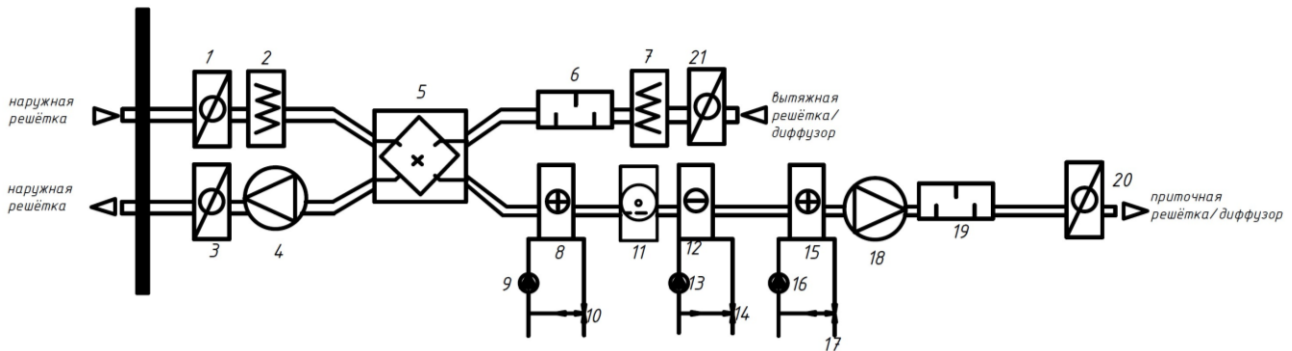 1
2
5
6
7
21
наружная
решётка
вытяжная
решётка/
диффузор
наружная
решётка
20
приточная
решётка/диффузор
3
4
8
11
12
15
18
19
9
13
16
10
14
17